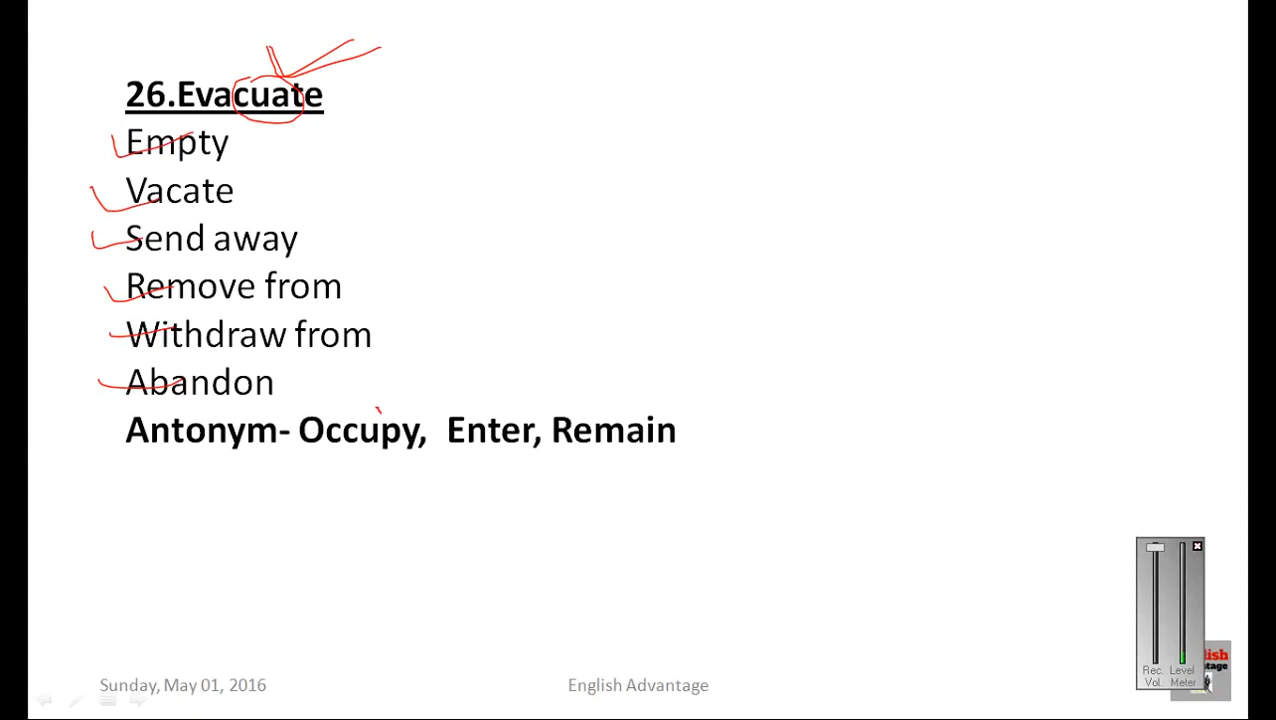 26.Evacuate
Empty
Vacate
Send away
Remove from
Withdraw from
Abandon
Antonym- Occupy, Enter, Remain
Rec. Level
Vol. Meter
Sunday, May 01, 2016
English Advantage